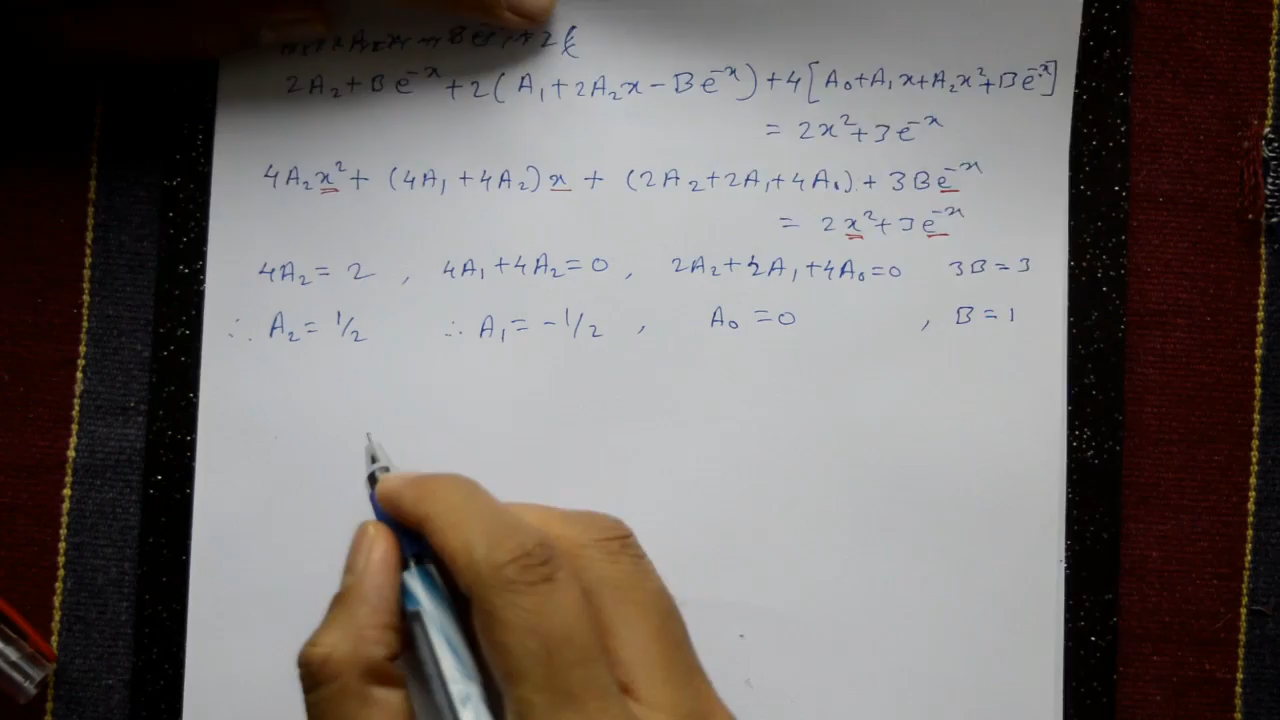 2A₂+Be⁻ˣ+2(A₁+2A₂x-Be⁻ˣ)+4[A₀+A₁x+A₂x²+Be⁻ˣ]
= 2x²+3e⁻ˣ
4A₂x²+(4A₁+4A₂)x+(2A₂+2A₁+4A₀)+3Be⁻ˣ
= 2x²+3e⁻ˣ
4A₂=2, 4A₁+4A₂=0, 2A₂+2A₁+4A₀=0 3B=3
∴ A₂=1/2 ∴ A₁=-1/2, A₀=0, B=1